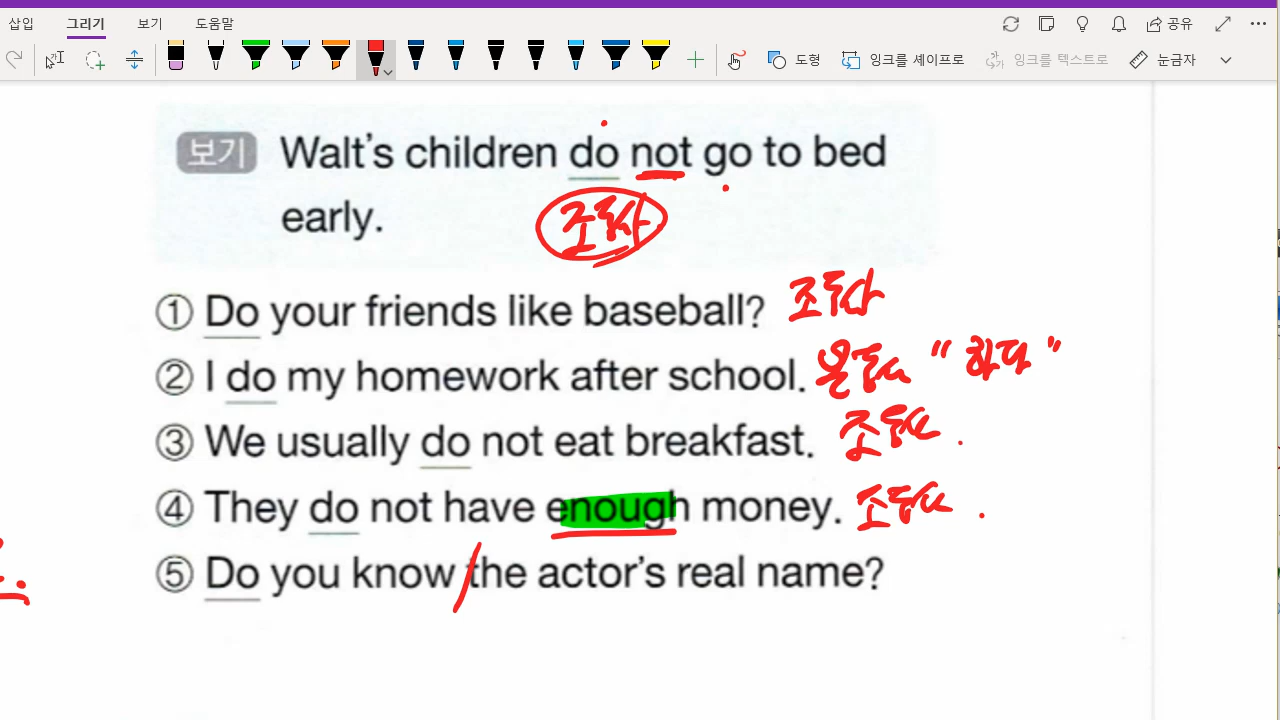 삽입 그리기 보기 도움말 공유
도형 잉크를 셰이프로 잉크를 텍스트로 눈금자
보기 Walt's children do not go to bed
early.
조동사
① Do your friends like baseball? 조동사
② I do my homework after school. 본동사 "하다"
③ We usually do not eat breakfast. 조동사.
④ They do not have enough money. 조동사.
⑤ Do you know / the actor's real name?